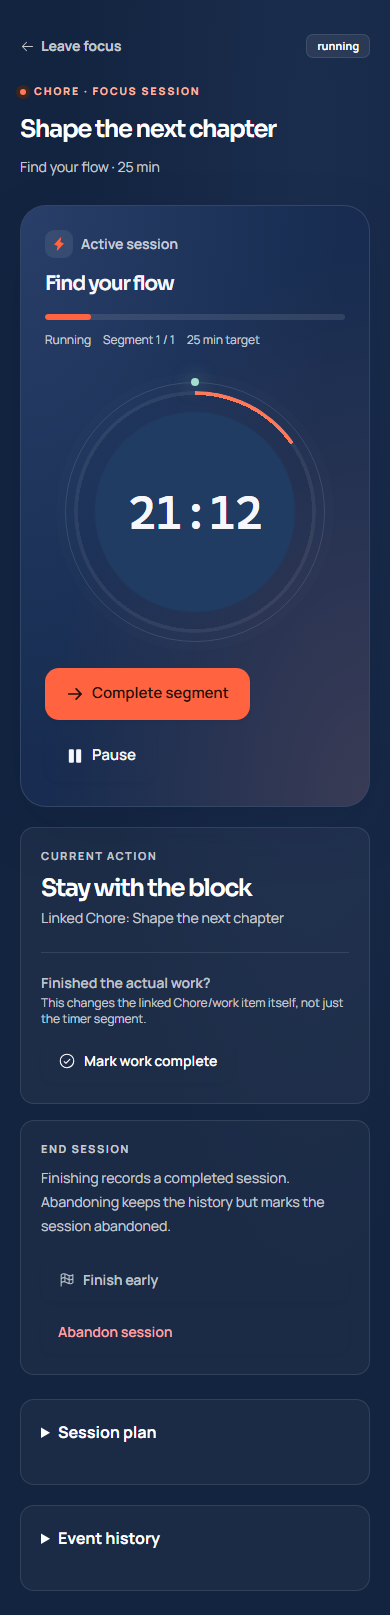 Leave focus
running
CHORE · FOCUS SESSION
Shape the next chapter
Find your flow · 25 min
Active session
Find your flow
Running Segment 1 / 1 25 min target
21:12
Complete segment
Pause
CURRENT ACTION
Stay with the block
Linked Chore: Shape the next chapter
Finished the actual work?
This changes the linked Chore/work item itself, not just
the timer segment.
Mark work complete
END SESSION
Finishing records a completed session.
Abandoning keeps the history but marks the
session abandoned.
Finish early
Abandon session
Session plan
Event history